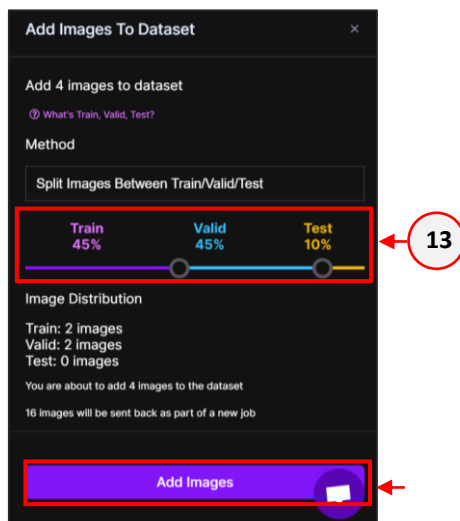 Add Images To Dataset ×
Add 4 images to dataset
? What's Train, Valid, Test?
Method
Split Images Between Train/Valid/Test
Train Valid Test
45% 45% 10%
13
Image Distribution
Train: 2 images
Valid: 2 images
Test: 0 images
You are about to add 4 images to the dataset
16 images will be sent back as part of a new job
Add Images